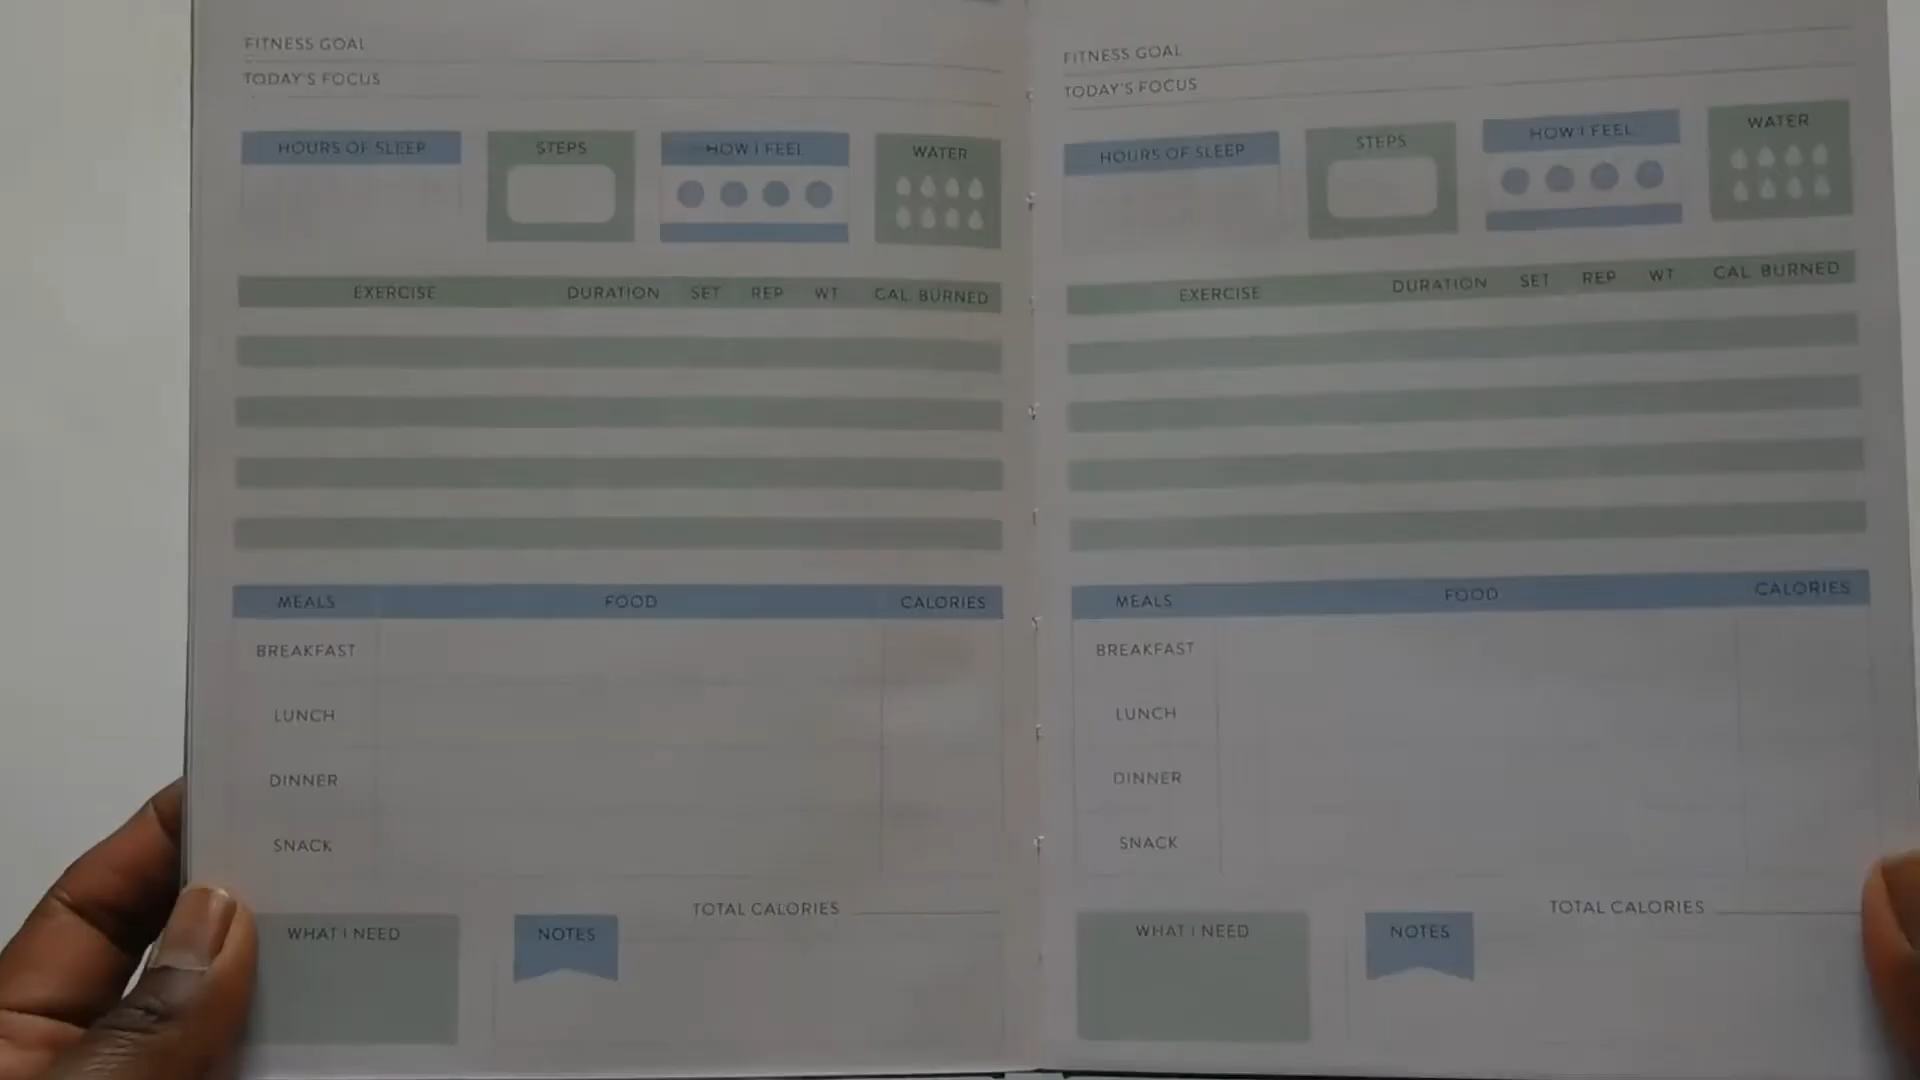 FITNESS GOAL
TODAY'S FOCUS
HOURS OF SLEEP
STEPS
HOW I FEEL
WATER
EXERCISE DURATION SET REP WT CAL. BURNED
MEALS FOOD CALORIES
BREAKFAST
LUNCH
DINNER
SNACK
TOTAL CALORIES
WHAT I NEED
NOTES
FITNESS GOAL
TODAY'S FOCUS
HOURS OF SLEEP
STEPS
HOW I FEEL
WATER
EXERCISE DURATION SET REP WT CAL. BURNED
MEALS FOOD CALORIES
BREAKFAST
LUNCH
DINNER
SNACK
TOTAL CALORIES
WHAT I NEED
NOTES